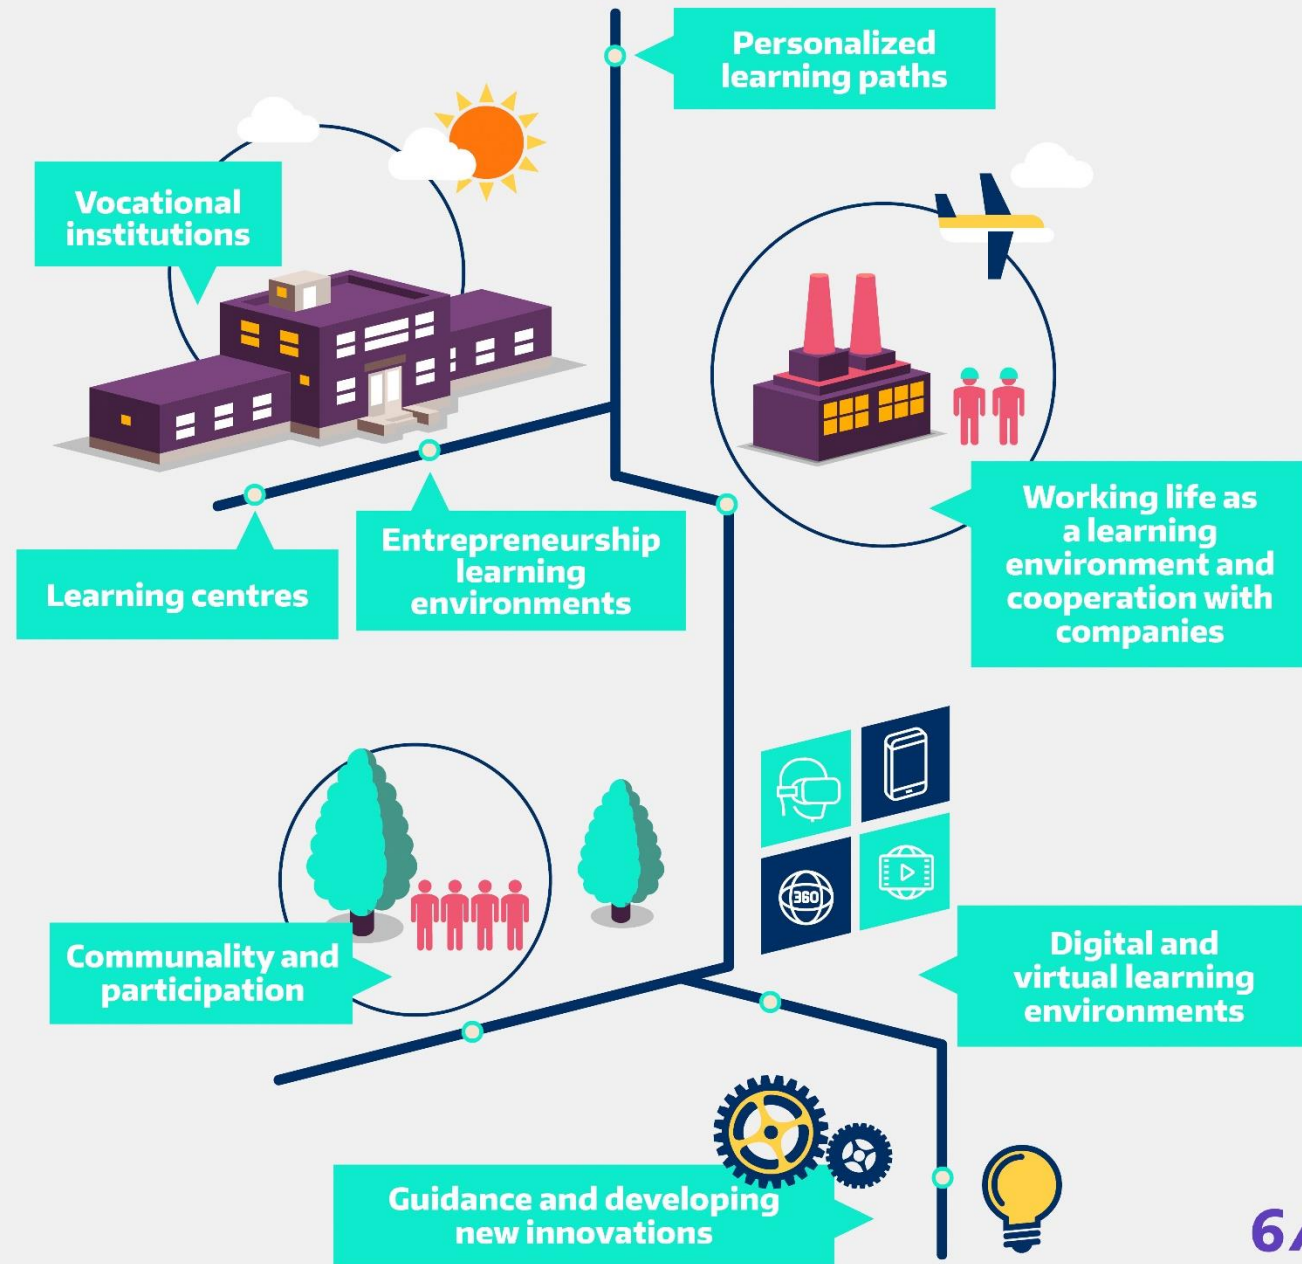 Personalized
learning paths
Vocational
institutions
Working life as
a learning
environment and
cooperation with
companies
Entrepreneurship
learning
environments
Learning centres
360
Communality and
participation
Digital and
virtual learning
environments
Guidance and developing
new innovations